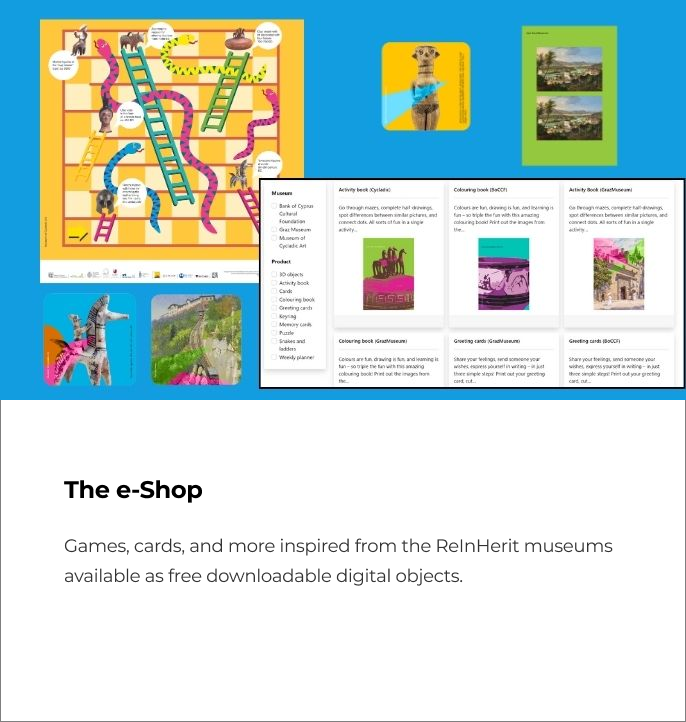 Museum
Bank of Cyprus
Cultural
Foundation
Graz Museum
Museum of
Cycladic Art
Product
3D objects
Activity book
Cards
Colouring book
Greeting cards
Keyring
Memory cards
Puzzle
Snakes and
ladders
Weekly planner
Activity book (Cycladic)
Go through mazes, complete half-drawings,
spot differences between similar pictures, and
connect dots. All sorts of fun in a single
activity...
Colouring book (BoCCF)
Colours are fun, drawing is fun, and learning is
fun – so triple the fun with this amazing
colouring book! Print out the images from
the...
Activity Book (GrazMuseum)
Go through mazes, complete half-drawings,
spot differences between similar pictures, and
connect dots. All sorts of fun in a single
activity...
Colouring book (GrazMuseum)
Colours are fun, drawing is fun, and learning is
fun – so triple the fun with this amazing
colouring book! Print out the images from
the...
Greeting cards (GrazMuseum)
Share your feelings, send someone your
wishes, express yourself in writing – in just
three simple steps! Print out your greeting
card, cut...
Greeting cards (BoCCF)
Share your feelings, send someone your
wishes, express yourself in writing – in just
three simple steps! Print out your greeting
card, cut...
The e-Shop
Games, cards, and more inspired from the ReInHerit museums
available as free downloadable digital objects.